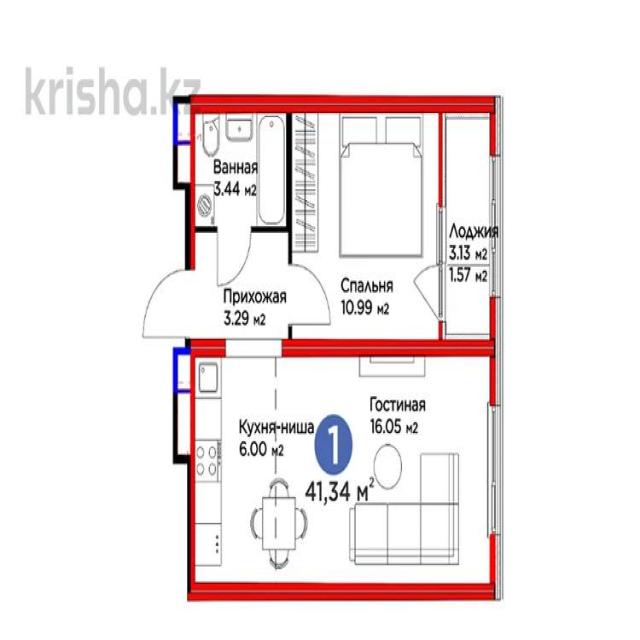 krisha.kz
Ванная
3.44 м2
Лоджия
3.13 м2
1.57 м2
Спальня
10.99 м2
Прихожая
3.29 м2
Гостиная
16.05 м2
Кухня-ниша
6.00 м2
1
41,34 м²